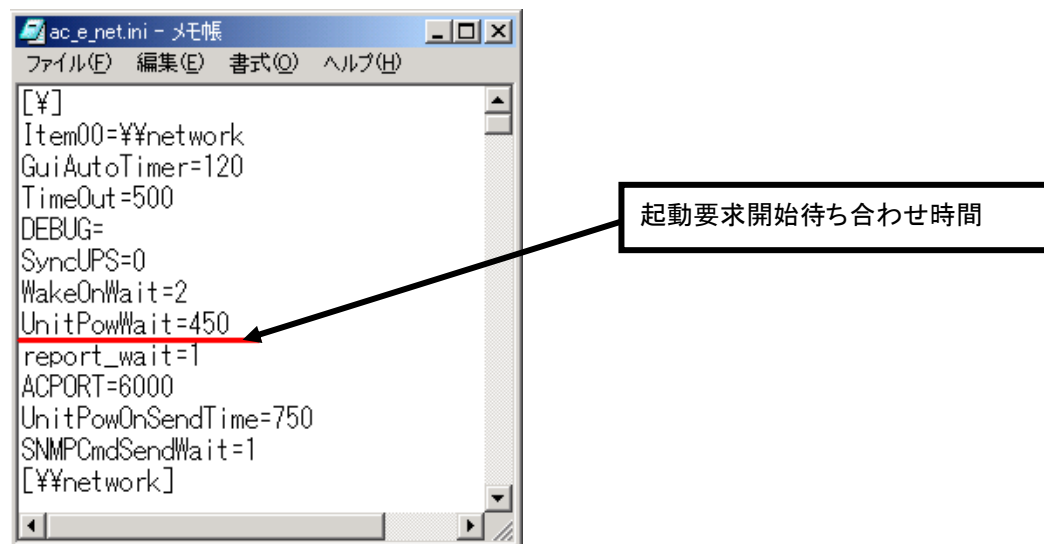 ac_e_net.ini - メモ帳
ファイル(F) 編集(E) 書式(O) ヘルプ(H)
[¥]
Item00=¥¥network
GuiAutoTimer=120
TimeOut=500
DEBUG=
SyncUPS=0
WakeOnWait=2
UnitPowWait=450
report_wait=1
ACPORT=6000
UnitPowOnSendTime=750
SNMPCmdSendWait=1
[¥¥network]
起動要求開始待ち合わせ時間